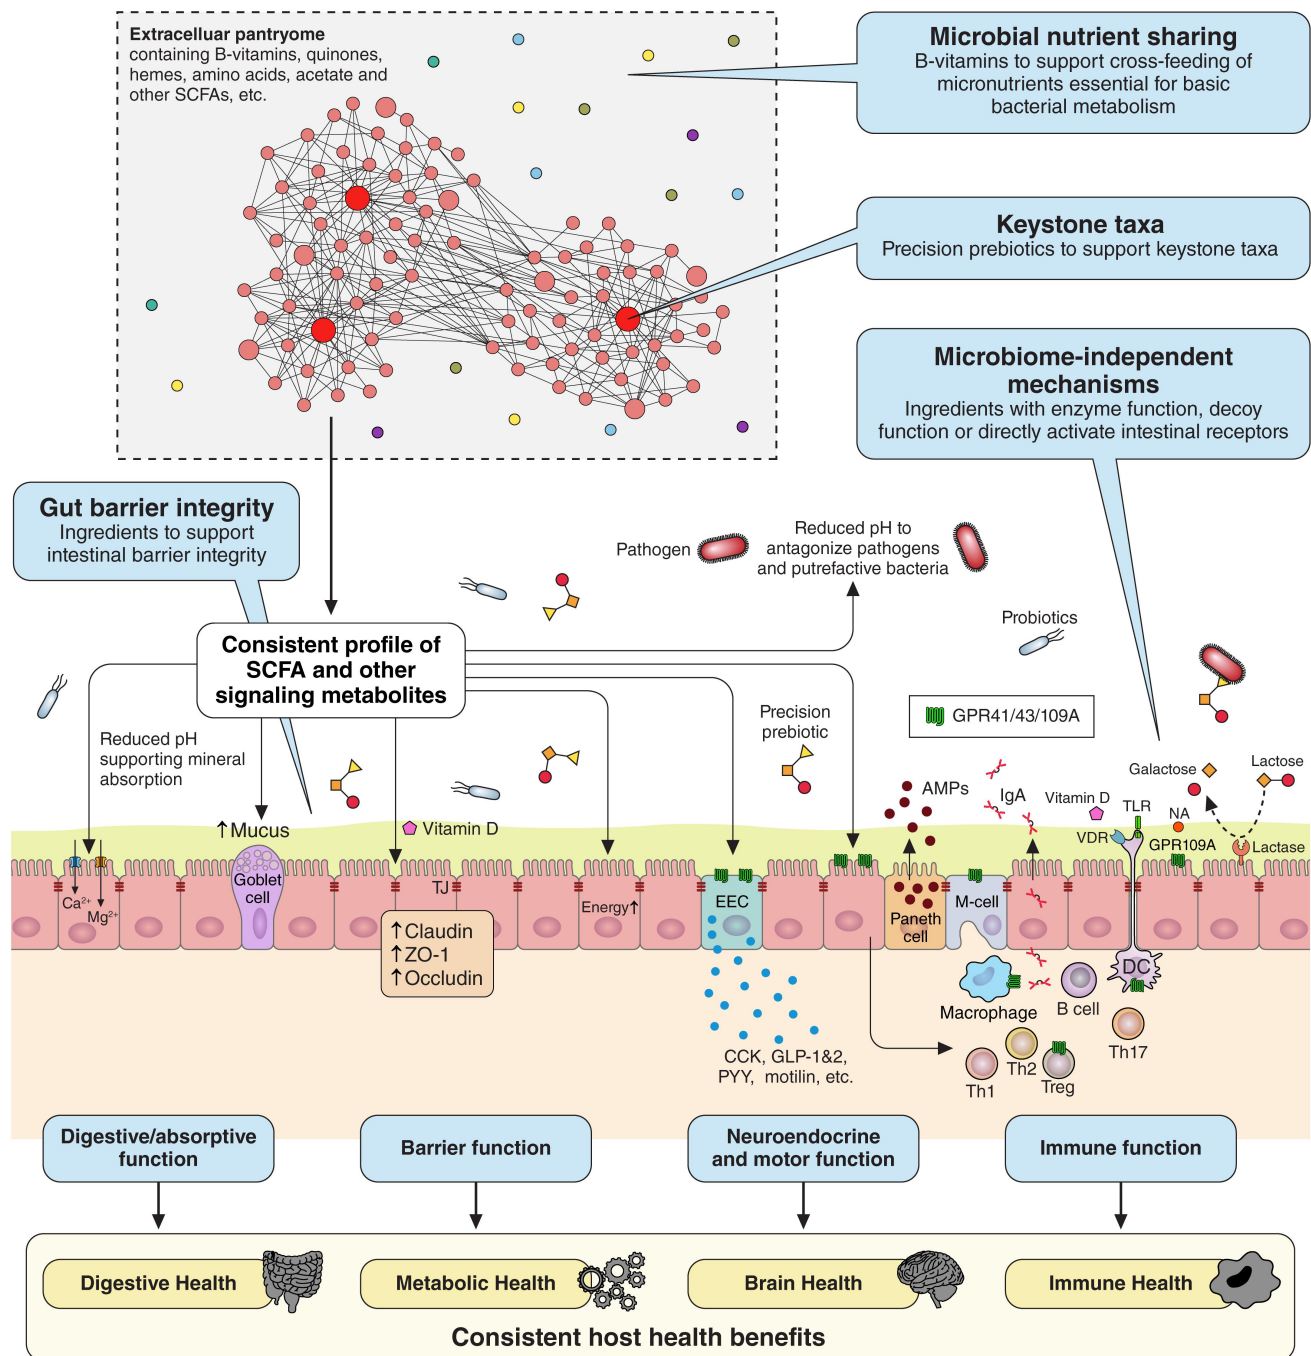 Extracelluar pantryome
containing B-vitamins, quinones,
hemes, amino acids, acetate and
other SCFAs, etc.
Microbial nutrient sharing
B-vitamins to support cross-feeding of
micronutrients essential for basic
bacterial metabolism
Keystone taxa
Precision prebiotics to support keystone taxa
Microbiome-independent
mechanisms
Ingredients with enzyme function, decoy
function or directly activate intestinal receptors
Gut barrier integrity
Ingredients to support
intestinal barrier integrity
Pathogen
Reduced pH to
antagonize pathogens
and putrefactive bacteria
Probiotics
Consistent profile of
SCFA and other
signaling metabolites
Reduced pH
supporting mineral
absorption
Precision
prebiotic
GPR41/43/109A
Galactose
Lactose
AMPs
IgA
Vitamin D
TLR
NA
VDR
GPR109A
Lactase
↑Mucus
Vitamin D
Goblet
cell
Ca2+
Mg2+
TJ
Energy↑
EEC
Paneth
cell
M-cell
↑Claudin
↑ZO-1
↑Occludin
DC
Macrophage
B cell
CCK, GLP-1&2,
PYY, motilin, etc.
Th1
Th2
Treg
Th17
Digestive/absorptive
function
Barrier function
Neuroendocrine
and motor function
Immune function
Digestive Health
Metabolic Health
Brain Health
Immune Health
Consistent host health benefits